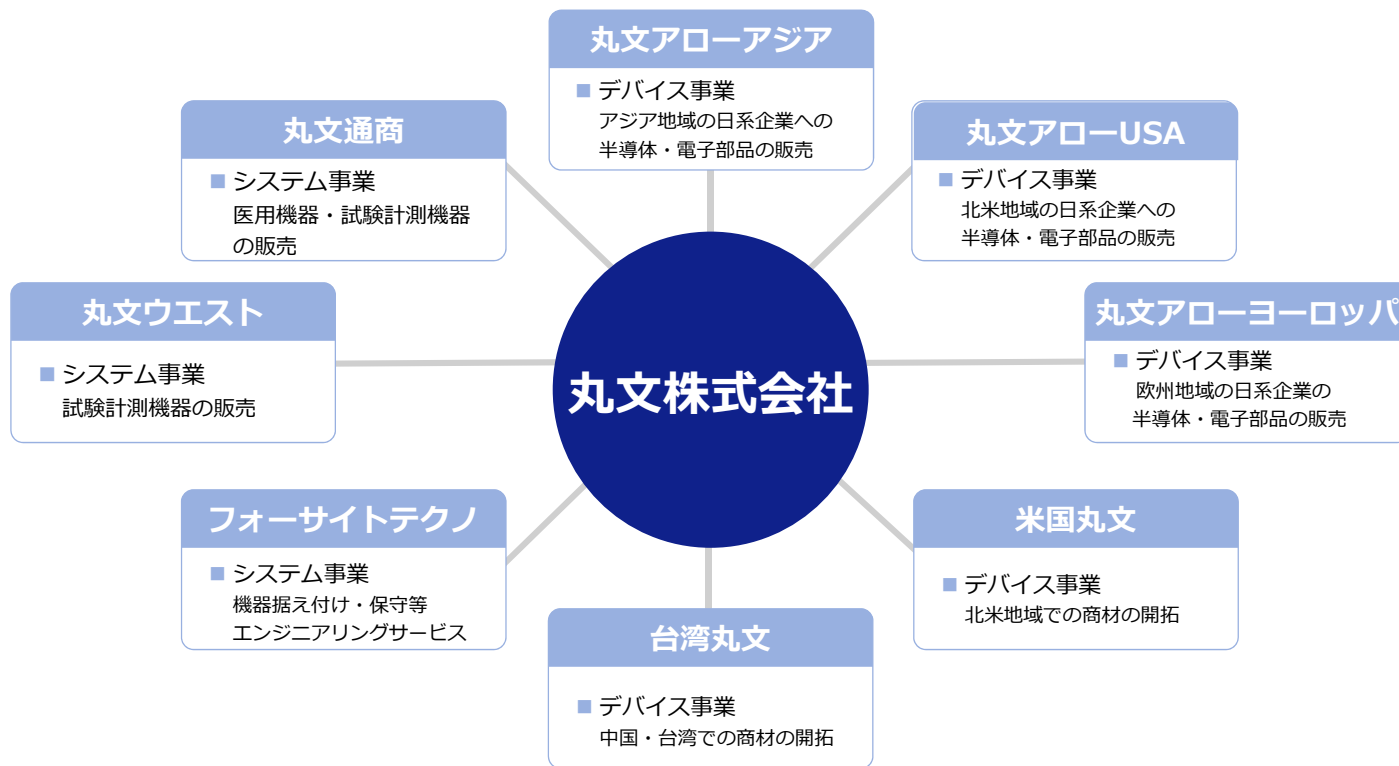 丸文アローアジア
■ デバイス事業
アジア地域の日系企業への
半導体・電子部品の販売
丸文通商
■ システム事業
医用機器・試験計測機器
の販売
丸文アローUSA
■ デバイス事業
北米地域の日系企業への
半導体・電子部品の販売
丸文ウエスト
■ システム事業
試験計測機器の販売
丸文株式会社
丸文アローヨーロッパ
■ デバイス事業
欧州地域の日系企業の
半導体・電子部品の販売
フォーサイトテクノ
■ システム事業
機器据え付け・保守等
エンジニアリングサービス
米国丸文
■ デバイス事業
北米地域での商材の開拓
台湾丸文
■ デバイス事業
中国・台湾での商材の開拓